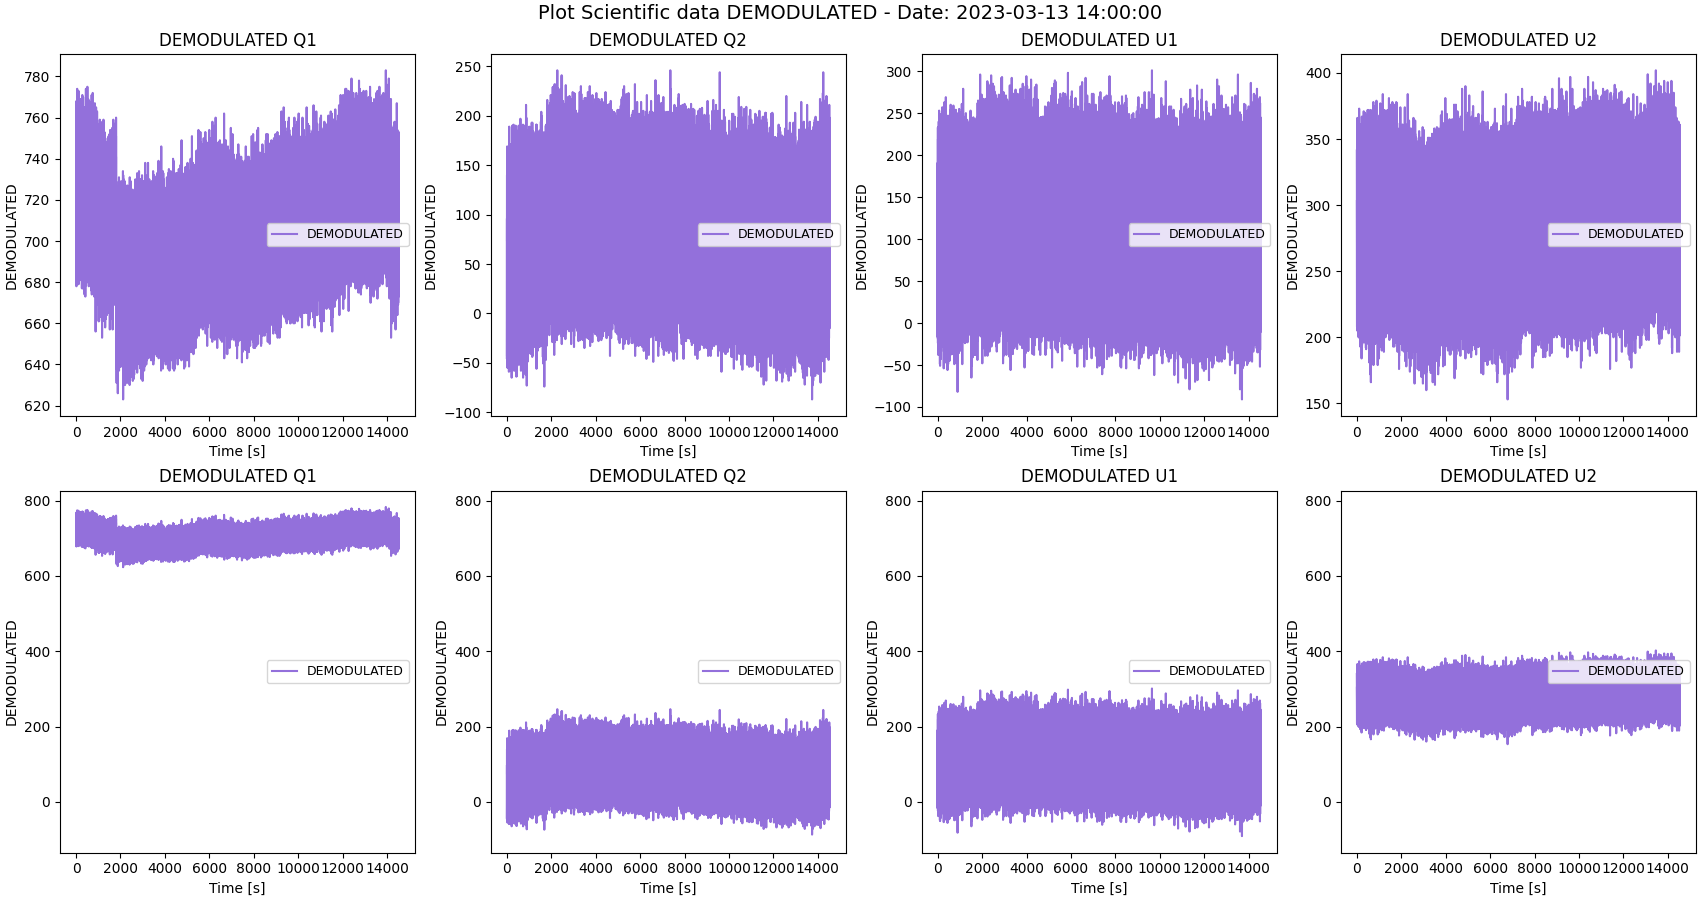 Plot Scientific data DEMODULATED - Date: 2023-03-13 14:00:00
DEMODULATED Q1
DEMODULATED
780
760
740
720
700
680
660
640
620
DEMODULATED
0 2000 4000 6000 8000 10000 12000 14000
Time [s]
DEMODULATED Q2
DEMODULATED
250
200
150
100
50
0
−50
−100
DEMODULATED
0 2000 4000 6000 8000 10000 12000 14000
Time [s]
DEMODULATED U1
DEMODULATED
300
250
200
150
100
50
0
−50
−100
DEMODULATED
0 2000 4000 6000 8000 10000 12000 14000
Time [s]
DEMODULATED U2
DEMODULATED
400
350
300
250
200
150
DEMODULATED
0 2000 4000 6000 8000 10000 12000 14000
Time [s]
DEMODULATED Q1
DEMODULATED
800
600
400
200
0
DEMODULATED
0 2000 4000 6000 8000 10000 12000 14000
Time [s]
DEMODULATED Q2
DEMODULATED
800
600
400
200
0
DEMODULATED
0 2000 4000 6000 8000 10000 12000 14000
Time [s]
DEMODULATED U1
DEMODULATED
800
600
400
200
0
DEMODULATED
0 2000 4000 6000 8000 10000 12000 14000
Time [s]
DEMODULATED U2
DEMODULATED
800
600
400
200
0
DEMODULATED
0 2000 4000 6000 8000 10000 12000 14000
Time [s]